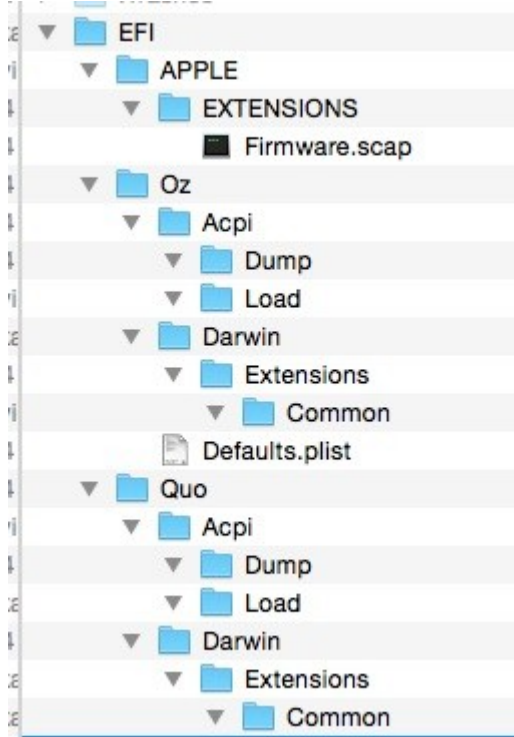 EFI
APPLE
EXTENSIONS
Firmware.scap
Oz
Acpi
Dump
Load
Darwin
Extensions
Common
Defaults.plist
Quo
Acpi
Dump
Load
Darwin
Extensions
Common